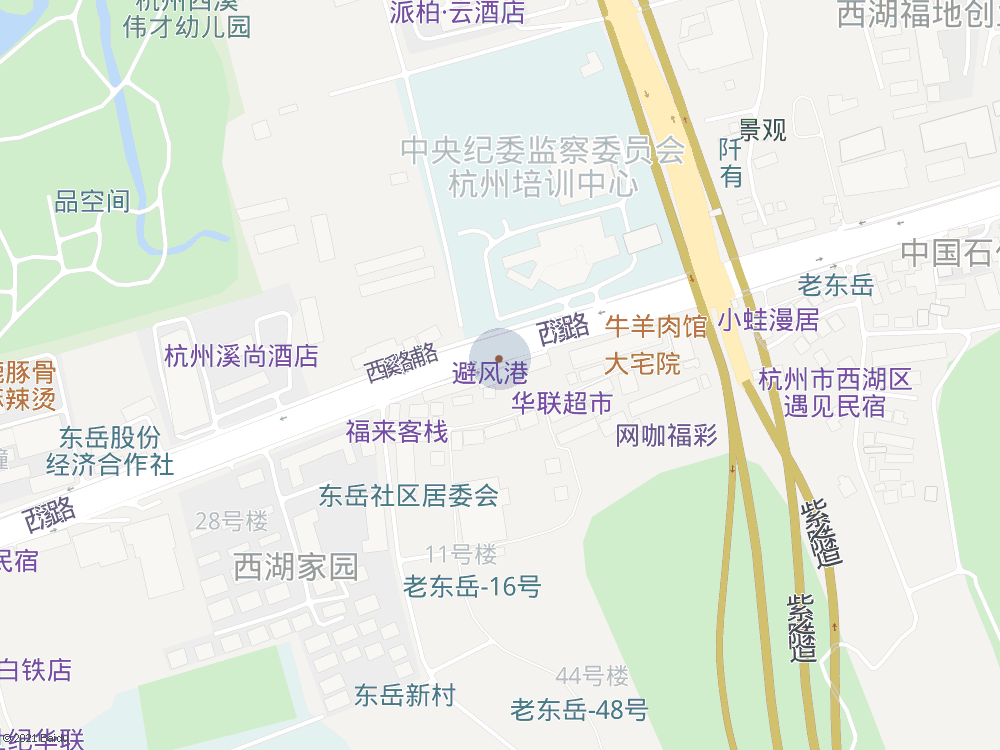 杭州西溪
伟才幼儿园
派柏·云酒店
西湖福地创
中央纪委监察委员会
杭州培训中心
景观
阡
有
品空间
中国石
老东岳
小蛙漫居
牛羊肉馆
西溪路
大宅院
杭州溪尚酒店
西溪路辅路
避风港
豚骨
麻辣烫
华联超市
杭州市西湖区
遇见民宿
福来客栈
网咖福彩
东岳股份
经济合作社
东岳社区居委会
西溪路
28号楼
紫之隧道
11号楼
民宿
西湖家园
老东岳-16号
紫之隧道
白铁店
44号楼
东岳新村
老东岳-48号
世纪华联
© 2021 Baidu